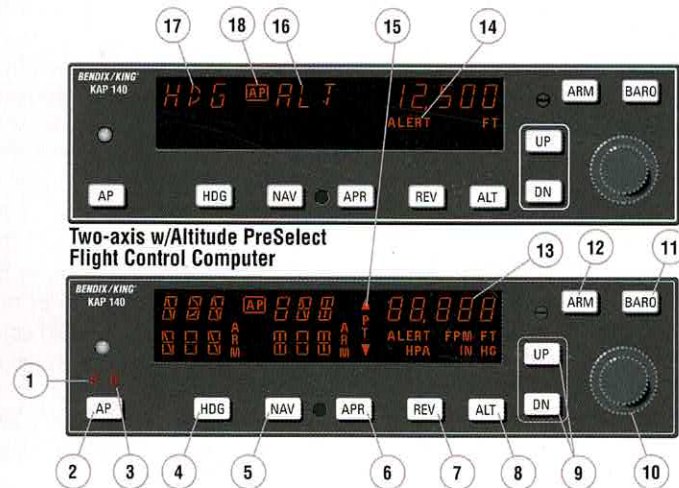 17 18 16 15 14
BENDIX/KING®
KAP 140
HDG AP ALT 12,500
ALERT FT
ARM BARO
UP
DN
AP HDG NAV APR REV ALT
Two-axis w/Altitude PreSelect
Flight Control Computer
13 12 11
BENDIX/KING®
KAP 140
AP
ARM ARM PT
ALERT FPM FT
HPA IN HG
ARM BARO
UP
DN
1
AP HDG NAV APR REV ALT
2 3 4 5 6 7 8 9 10